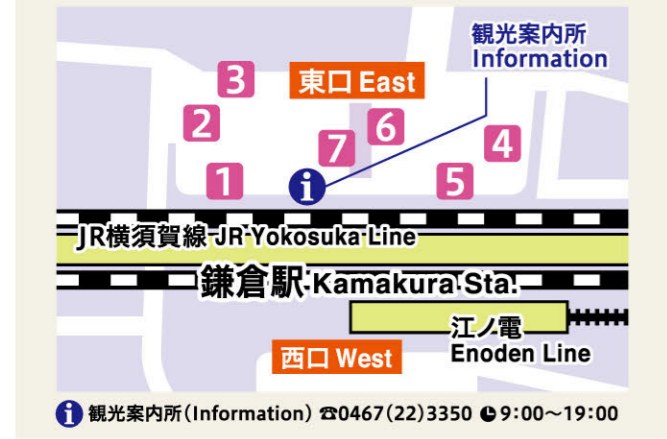 観光案内所
Information
東口 East
3
2
6
7
4
1
i
5
JR横須賀線 JR Yokosuka Line
鎌倉駅 Kamakura Sta.
江ノ電
Enoden Line
西口 West
i 観光案内所(Information) ☎0467(22)3350 9:00～19:00